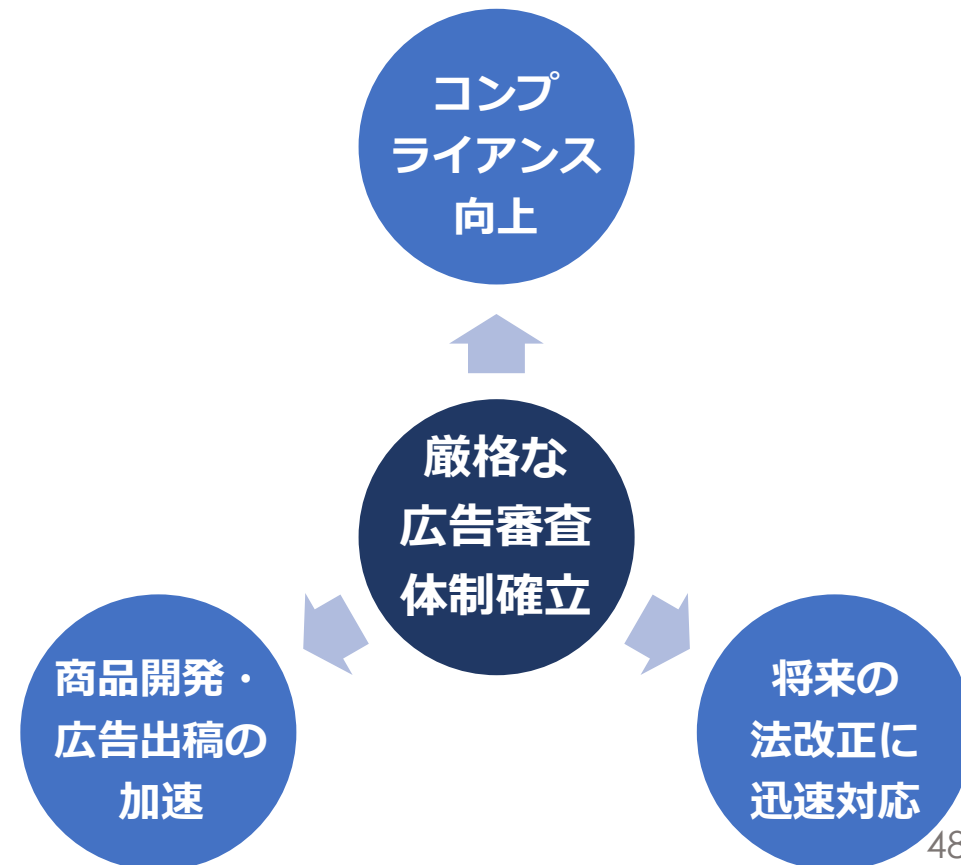 コンプ
ライアンス
向上
厳格な
広告審査
体制確立
商品開発・
広告出稿の
加速
将来の
法改正に
迅速対応
48